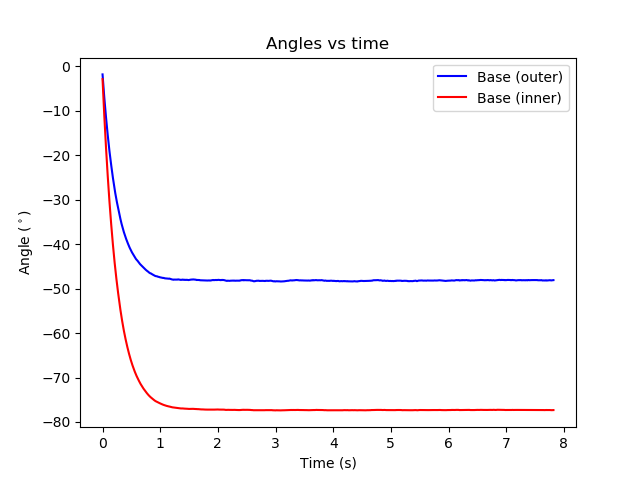 Angles vs time
Base (outer)
Base (inner)
Angle (°)
0
−10
−20
−30
−40
−50
−60
−70
−80
0 1 2 3 4 5 6 7 8
Time (s)